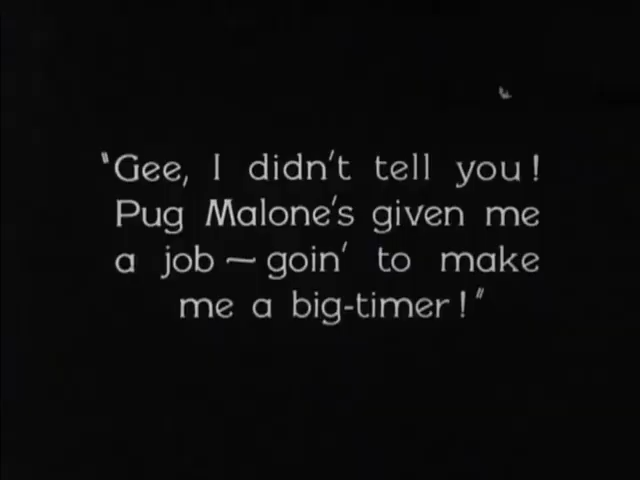 "Gee, I didn't tell you!
Pug Malone's given me
a job — goin' to make
me a big-timer!"